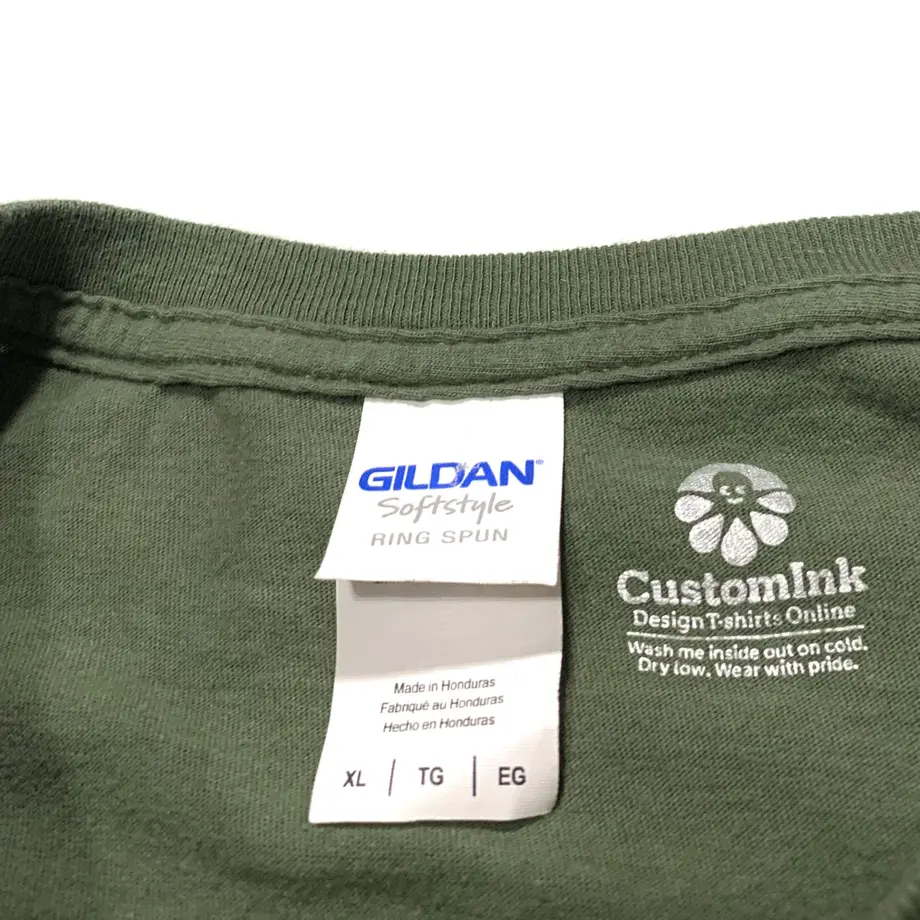 GILDAN®
Softstyle
RING SPUN
Made in Honduras
Fabriqué au Honduras
Hecho en Honduras
XL | TG | EG
CustomInk
Design T-shirts Online
Wash me inside out on cold.
Dry low. Wear with pride.